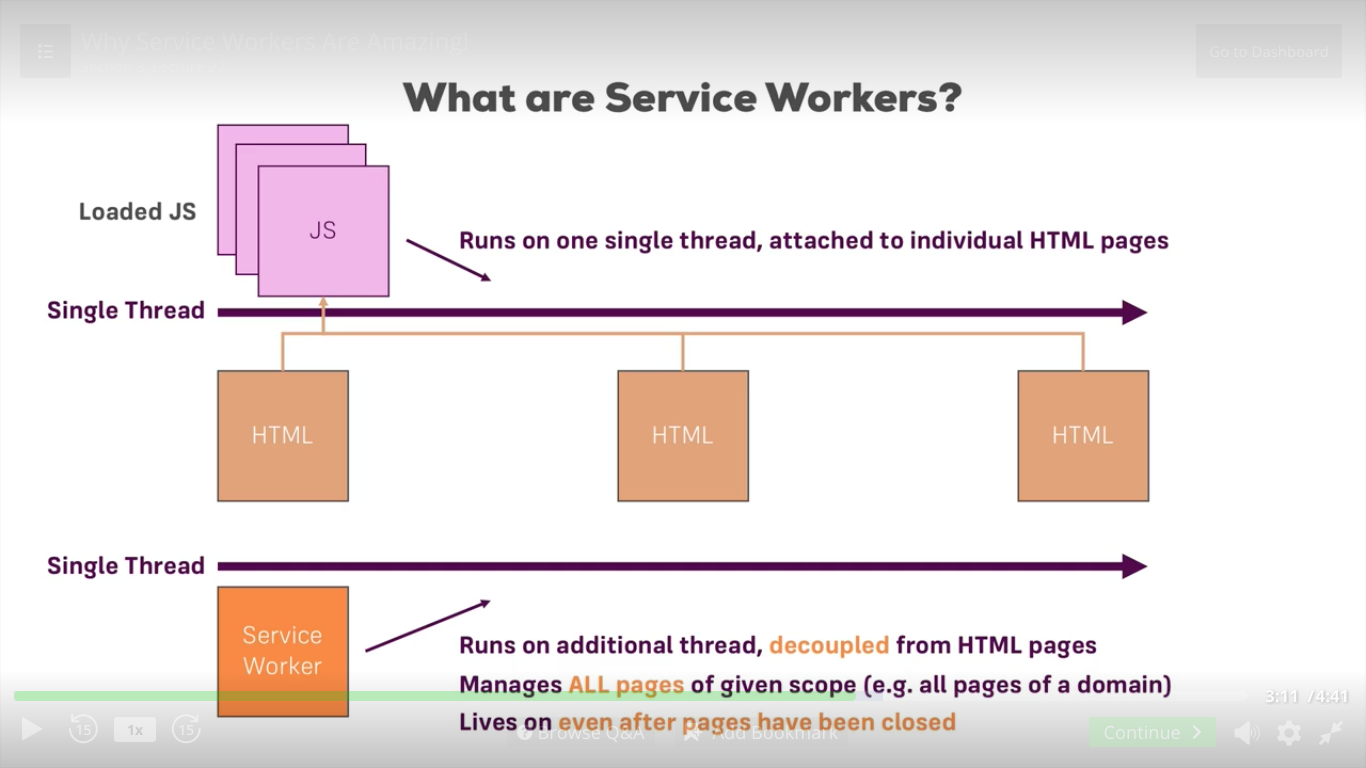 Why Service Workers Are Amazing!
Go to Dashboard
What are Service Workers?
Loaded JS
JS
Runs on one single thread, attached to individual HTML pages
Single Thread
HTML
HTML
HTML
Single Thread
Service
Worker
Runs on additional thread, decoupled from HTML pages
Manages ALL pages of given scope (e.g. all pages of a domain)
3:11 / 4:41
Lives on even after pages have been closed
15
1x
15
Browse Q&A
Add Bookmark
Continue